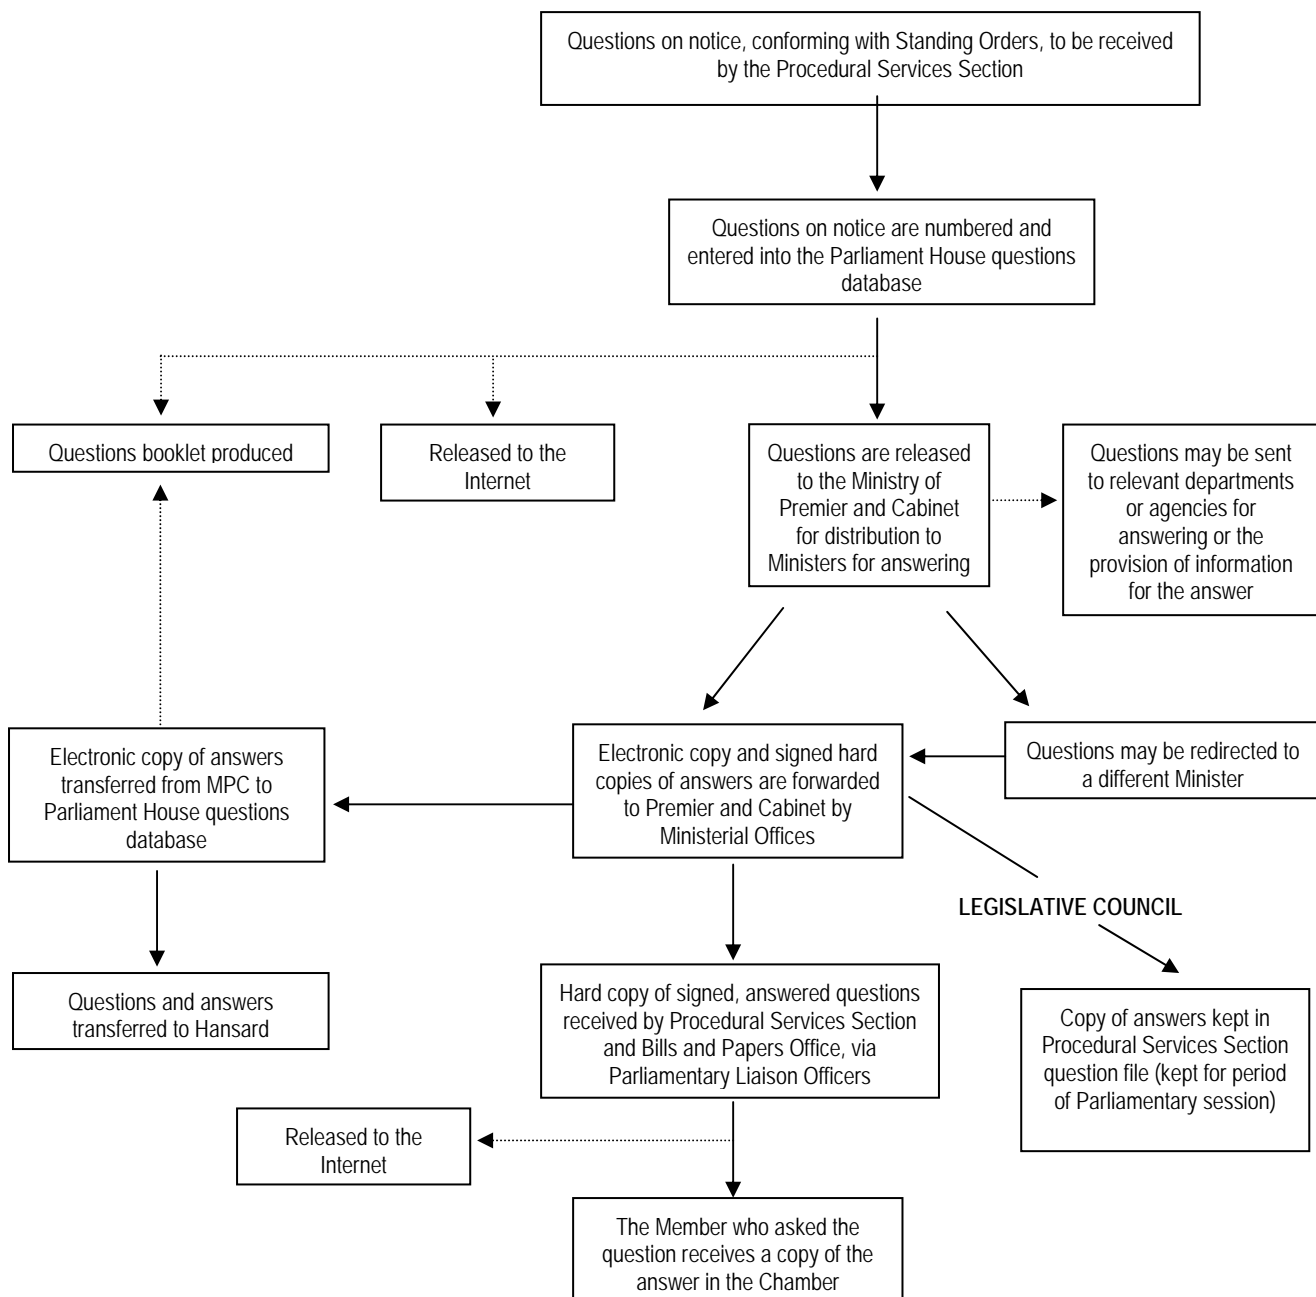 Questions on notice, conforming with Standing Orders, to be received
by the Procedural Services Section
Questions on notice are numbered and
entered into the Parliament House questions
database
Questions booklet produced
Released to the
Internet
Questions are released
to the Ministry of
Premier and Cabinet
for distribution to
Ministers for answering
Questions may be sent
to relevant departments
or agencies for
answering or the
provision of information
for the answer
Electronic copy of answers
transferred from MPC to
Parliament House questions
database
Electronic copy and signed hard
copies of answers are forwarded
to Premier and Cabinet by
Ministerial Offices
Questions may be redirected to
a different Minister
LEGISLATIVE COUNCIL
Questions and answers
transferred to Hansard
Hard copy of signed, answered questions
received by Procedural Services Section
and Bills and Papers Office, via
Parliamentary Liaison Officers
Copy of answers kept in
Procedural Services Section
question file (kept for period
of Parliamentary session)
Released to the
Internet
The Member who asked the
question receives a copy of the
answer in the Chamber